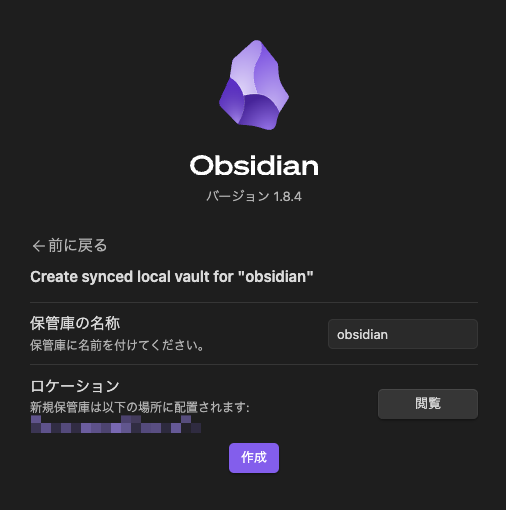 Obsidian
バージョン 1.8.4
←前に戻る
Create synced local vault for "obsidian"
保管庫の名称
保管庫に名前を付けてください。
obsidian
ロケーション
新規保管庫は以下の場所に配置されます:
閲覧
作成